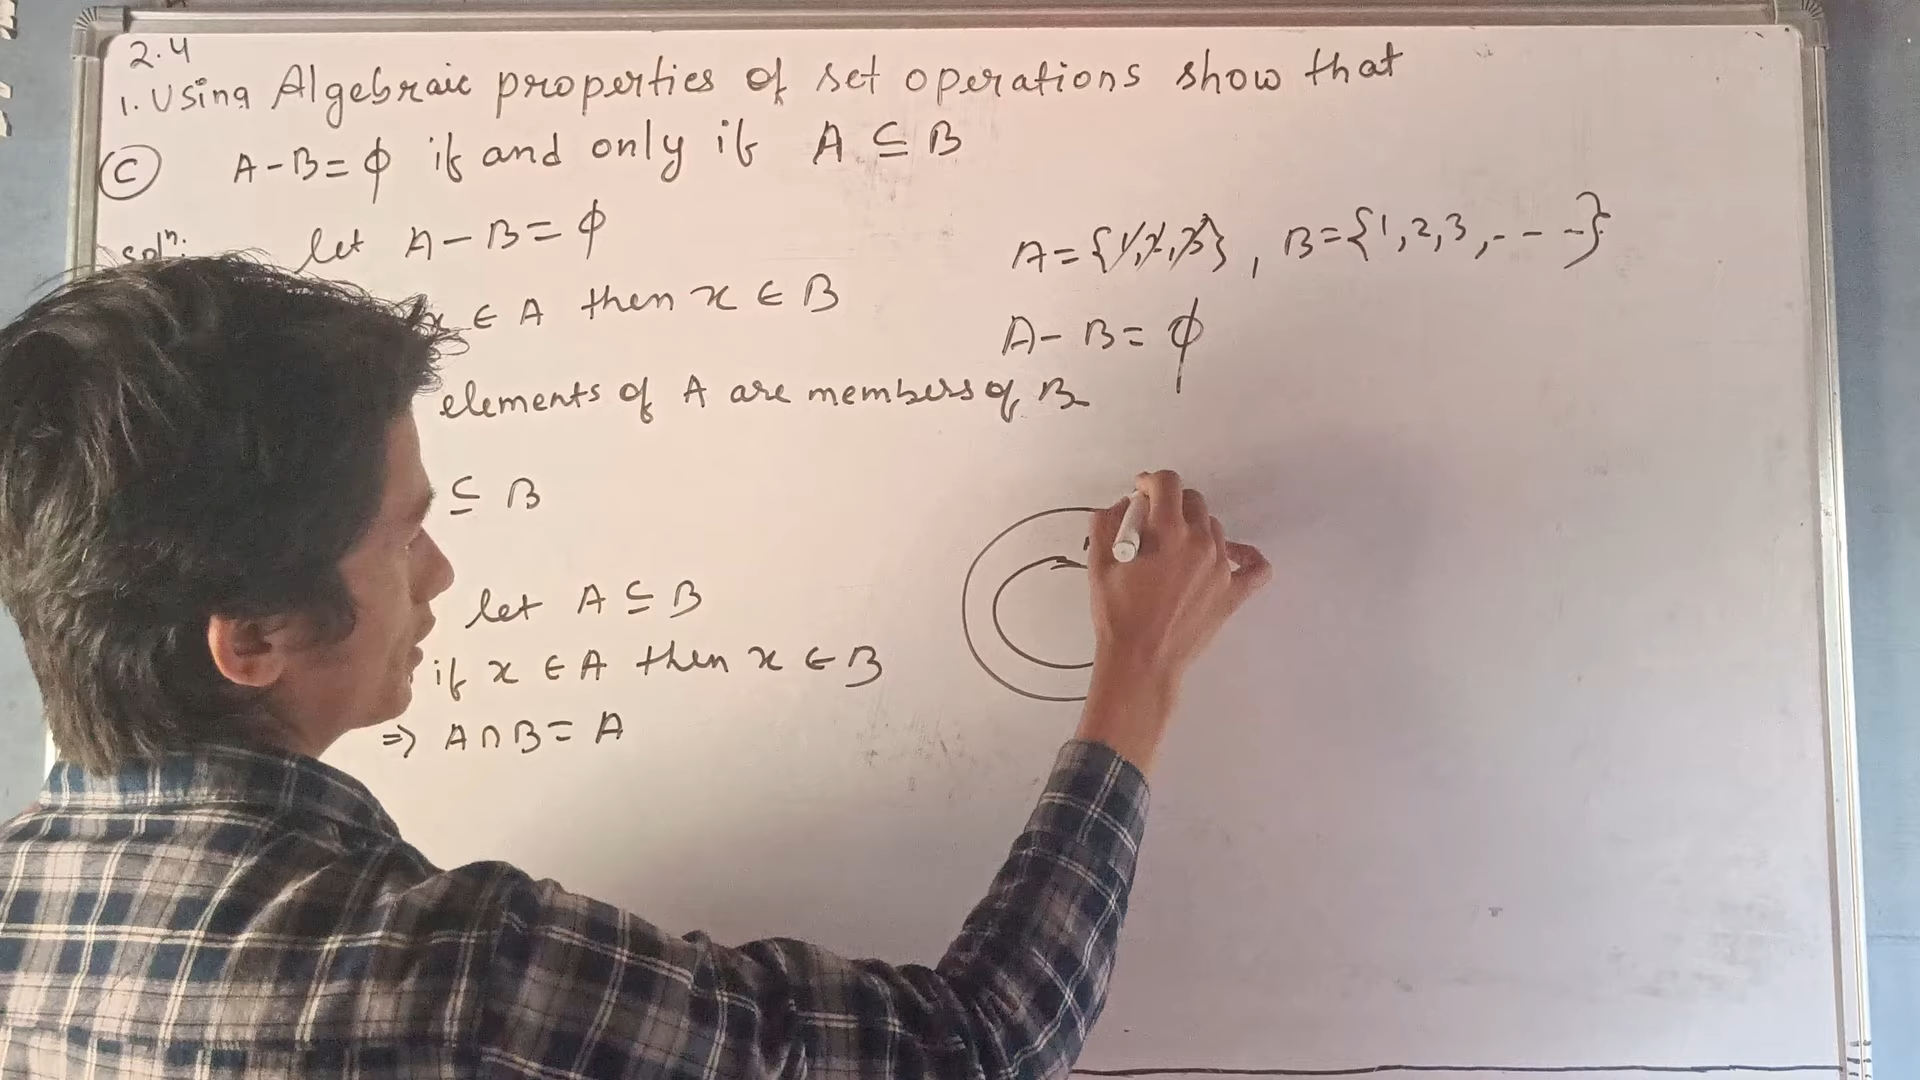 2.4
1. Using Algebraic properties of set operations show that
(C) A-B=ϕ if and only if A ⊆ B
Solⁿ: let A-B=ϕ
x ∈ A then x ∈ B
elements of A are members of B
⊆ B
let A ⊆ B
if x ∈ A then x ∈ B
⇒ A∩B = A
A={1,2,3}, B={1,2,3,---}
A-B=ϕ